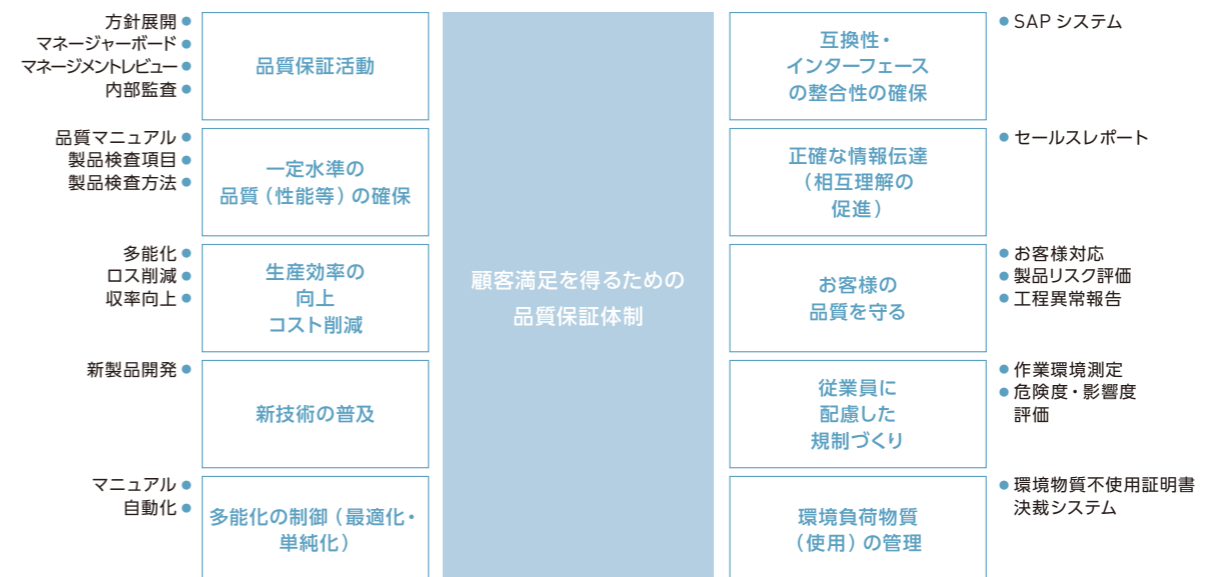 方針展開
マネージャーボード
マネージメントレビュー
内部監査
品質保証活動
品質マニュアル
製品検査項目
製品検査方法
一定水準の
品質（性能等）の確保
多能化
ロス削減
収率向上
生産効率の
向上
コスト削減
新製品開発
新技術の普及
マニュアル
自動化
多能化の制御（最適化・
単純化）
顧客満足を得るための
品質保証体制
互換性・
インターフェース
の整合性の確保
SAP システム
正確な情報伝達
（相互理解の
促進）
セールスレポート
お客様の
品質を守る
お客様対応
製品リスク評価
工程異常報告
従業員に
配慮した
規制づくり
作業環境測定
危険度・影響度
評価
環境負荷物質
（使用）の管理
環境物質不使用証明書
決裁システム